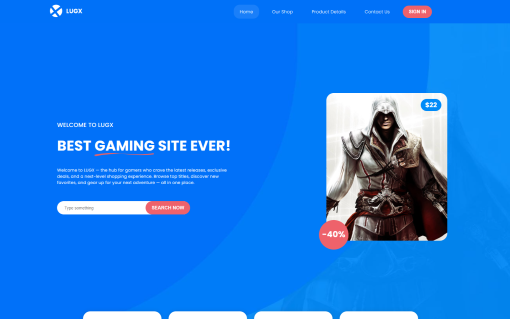 LUGX
Home
Our Shop
Product Details
Contact Us
SIGN IN
$22
WELCOME TO LUGX
BEST GAMING SITE EVER!
Welcome to LUGX — the hub for gamers who crave the latest releases, exclusive
deals, and a next-level shopping experience. Browse top titles, discover new
favorites, and gear up for your next adventure — all in one place.
Type something
SEARCH NOW
-40%